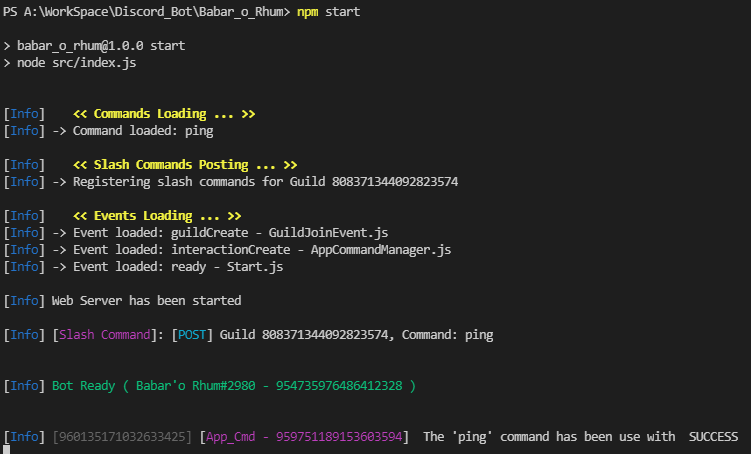 PS A:\WorkSpace\Discord_Bot\Babar_o_Rhum> npm start
> babar_o_rhum@1.0.0 start
> node src/index.js
[Info]    << Commands Loading ... >>
[Info] -> Command loaded: ping
[Info]    << Slash Commands Posting ... >>
[Info] -> Registering slash commands for Guild 808371344092823574
[Info]    << Events Loading ... >>
[Info] -> Event loaded: guildCreate - GuildJoinEvent.js
[Info] -> Event loaded: interactionCreate - AppCommandManager.js
[Info] -> Event loaded: ready - Start.js
[Info] Web Server has been started
[Info] [Slash Command]: [POST] Guild 808371344092823574, Command: ping
[Info] Bot Ready ( Babar'o Rhum#2980 - 954735976486412328 )
[Info] [960135171032633425] [App_Cmd - 959751189153603594]  The 'ping' command has been use with  SUCCESS